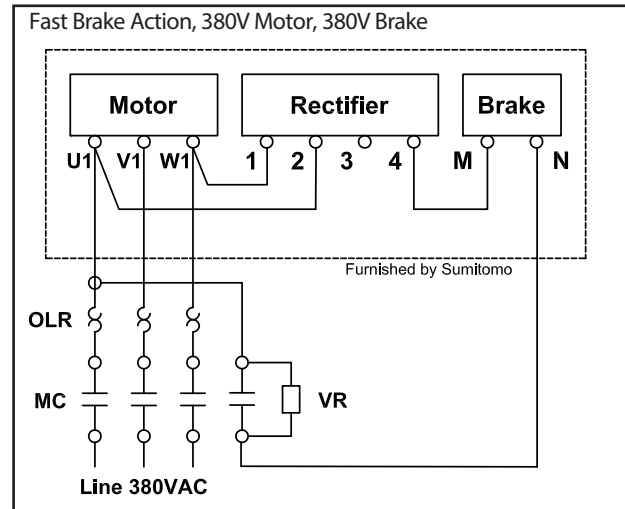 Fast Brake Action, 380V Motor, 380V Brake
Motor Rectifier Brake
U1 V1 W1 1 2 3 4 M N
Furnished by Sumitomo
OLR
MC VR
Line 380VAC